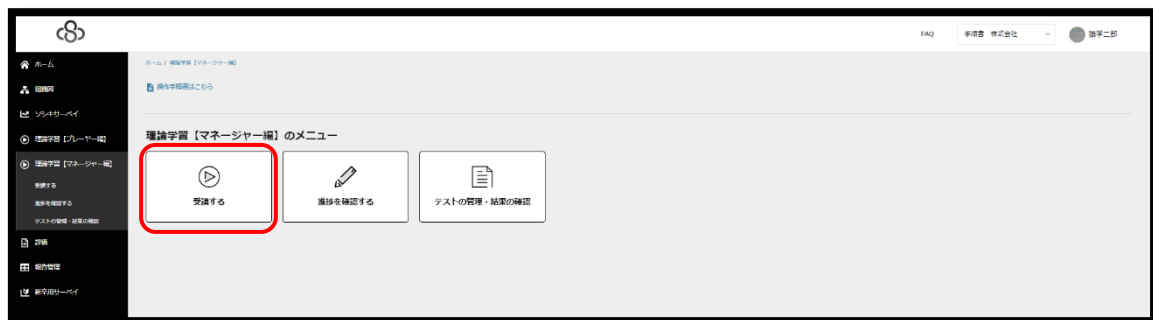 FAQ
手順書 株式会社
識学二郎
ホーム
組織図
ソシキサーベイ
理論学習【プレーヤー編】
理論学習【マネージャー編】
受講する
進捗を確認する
テストの管理・結果の確認
評価
報告管理
新卒用サーベイ
ホーム / 理論学習【マネージャー編】
操作手順書はこちら
理論学習【マネージャー編】のメニュー
受講する
進捗を確認する
テストの管理・結果の確認